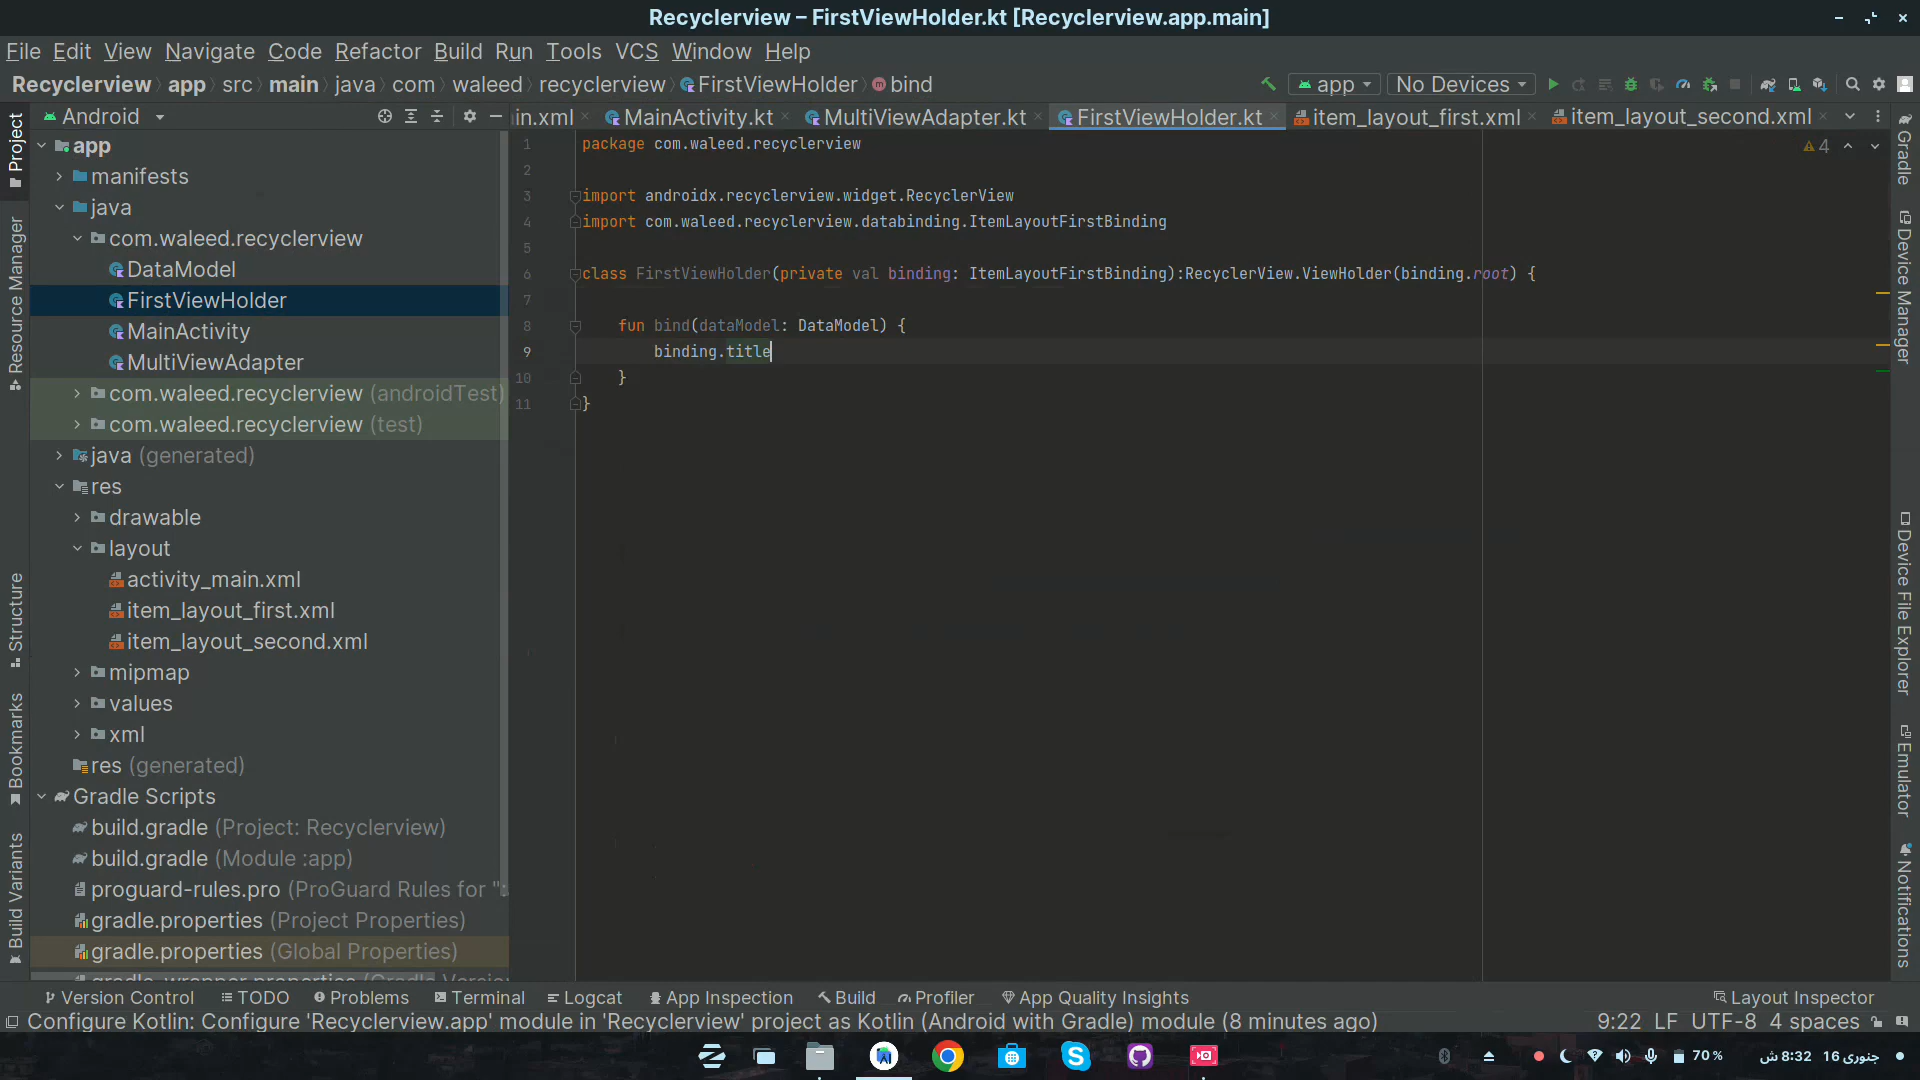 Recyclerview – FirstViewHolder.kt [Recyclerview.app.main]
File Edit View Navigate Code Refactor Build Run Tools VCS Window Help
Recyclerview app src main java com waleed recyclerview FirstViewHolder bind
app No Devices
Android
in.xml MainActivity.kt MultiViewAdapter.kt FirstViewHolder.kt item_layout_first.xml item_layout_second.xml
Project
Resource Manager
Structure
Bookmarks
Build Variants
app
manifests
java
com.waleed.recyclerview
DataModel
FirstViewHolder
MainActivity
MultiViewAdapter
com.waleed.recyclerview (androidTest)
com.waleed.recyclerview (test)
java (generated)
res
drawable
layout
activity_main.xml
item_layout_first.xml
item_layout_second.xml
mipmap
values
xml
res (generated)
Gradle Scripts
build.gradle (Project: Recyclerview)
build.gradle (Module :app)
proguard-rules.pro (ProGuard Rules for ":
gradle.properties (Project Properties)
gradle.properties (Global Properties)
1 package com.waleed.recyclerview
2
3 import androidx.recyclerview.widget.RecyclerView
4 import com.waleed.recyclerview.databinding.ItemLayoutFirstBinding
5
6 class FirstViewHolder(private val binding: ItemLayoutFirstBinding):RecyclerView.ViewHolder(binding.root) {
7
8 fun bind(dataModel: DataModel) {
9 binding.title
10 }
11 }
4
Gradle
Device Manager
Device File Explorer
Emulator
Notifications
Version Control TODO Problems Terminal Logcat App Inspection Build Profiler App Quality Insights Layout Inspector
Configure Kotlin: Configure 'Recyclerview.app' module in 'Recyclerview' project as Kotlin (Android with Gradle) module (8 minutes ago) 9:22 LF UTF-8 4 spaces
70 % 8:32 ش 16 جنوری